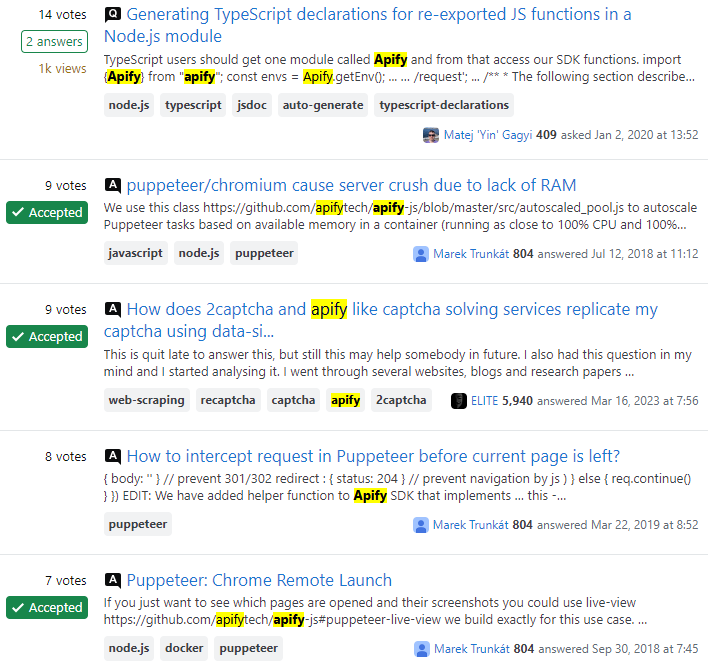 14 votes
Q Generating TypeScript declarations for re-exported JS functions in a
Node.js module
2 answers
1k views
TypeScript users should get one module called Apify and from that access our SDK functions. import
{Apify} from "apify"; const envs = Apify.getEnv(); ... ... /request'; ... /** * The following section describe...
node.js typescript jsdoc auto-generate typescript-declarations
Matej 'Yin' Gagyi 409 asked Jan 2, 2020 at 13:52
9 votes
Accepted
A puppeteer/chromium cause server crush due to lack of RAM
We use this class https://github.com/apifytech/apify-js/blob/master/src/autoscaled_pool.js to autoscale
Puppeteer tasks based on available memory in a container (running as close to 100% CPU and 100%...
javascript node.js puppeteer
Marek Trunkát 804 answered Jul 12, 2018 at 11:12
9 votes
Accepted
A How does 2captcha and apify like captcha solving services replicate my
captcha using data-si...
This is quit late to answer this, but still this may help somebody in future. I also had this question in my
mind and I started analysing it. I went through several websites, blogs and research papers ...
web-scraping recaptcha captcha apify 2captcha
ELITE 5,940 answered Mar 16, 2023 at 7:56
8 votes
A How to intercept request in Puppeteer before current page is left?
{ body: '' } // prevent 301/302 redirect : { status: 204 } // prevent navigation by js ) } else { req.continue()
} }) EDIT: We have added helper function to Apify SDK that implements ... this -...
puppeteer
Marek Trunkát 804 answered Mar 22, 2019 at 8:52
7 votes
Accepted
A Puppeteer: Chrome Remote Launch
If you just want to see which pages are opened and their screenshots you could use live-view
https://github.com/apifytech/apify-js#puppeteer-live-view we build exactly for this use case. ...
node.js docker puppeteer
Marek Trunkát 804 answered Sep 30, 2018 at 7:45